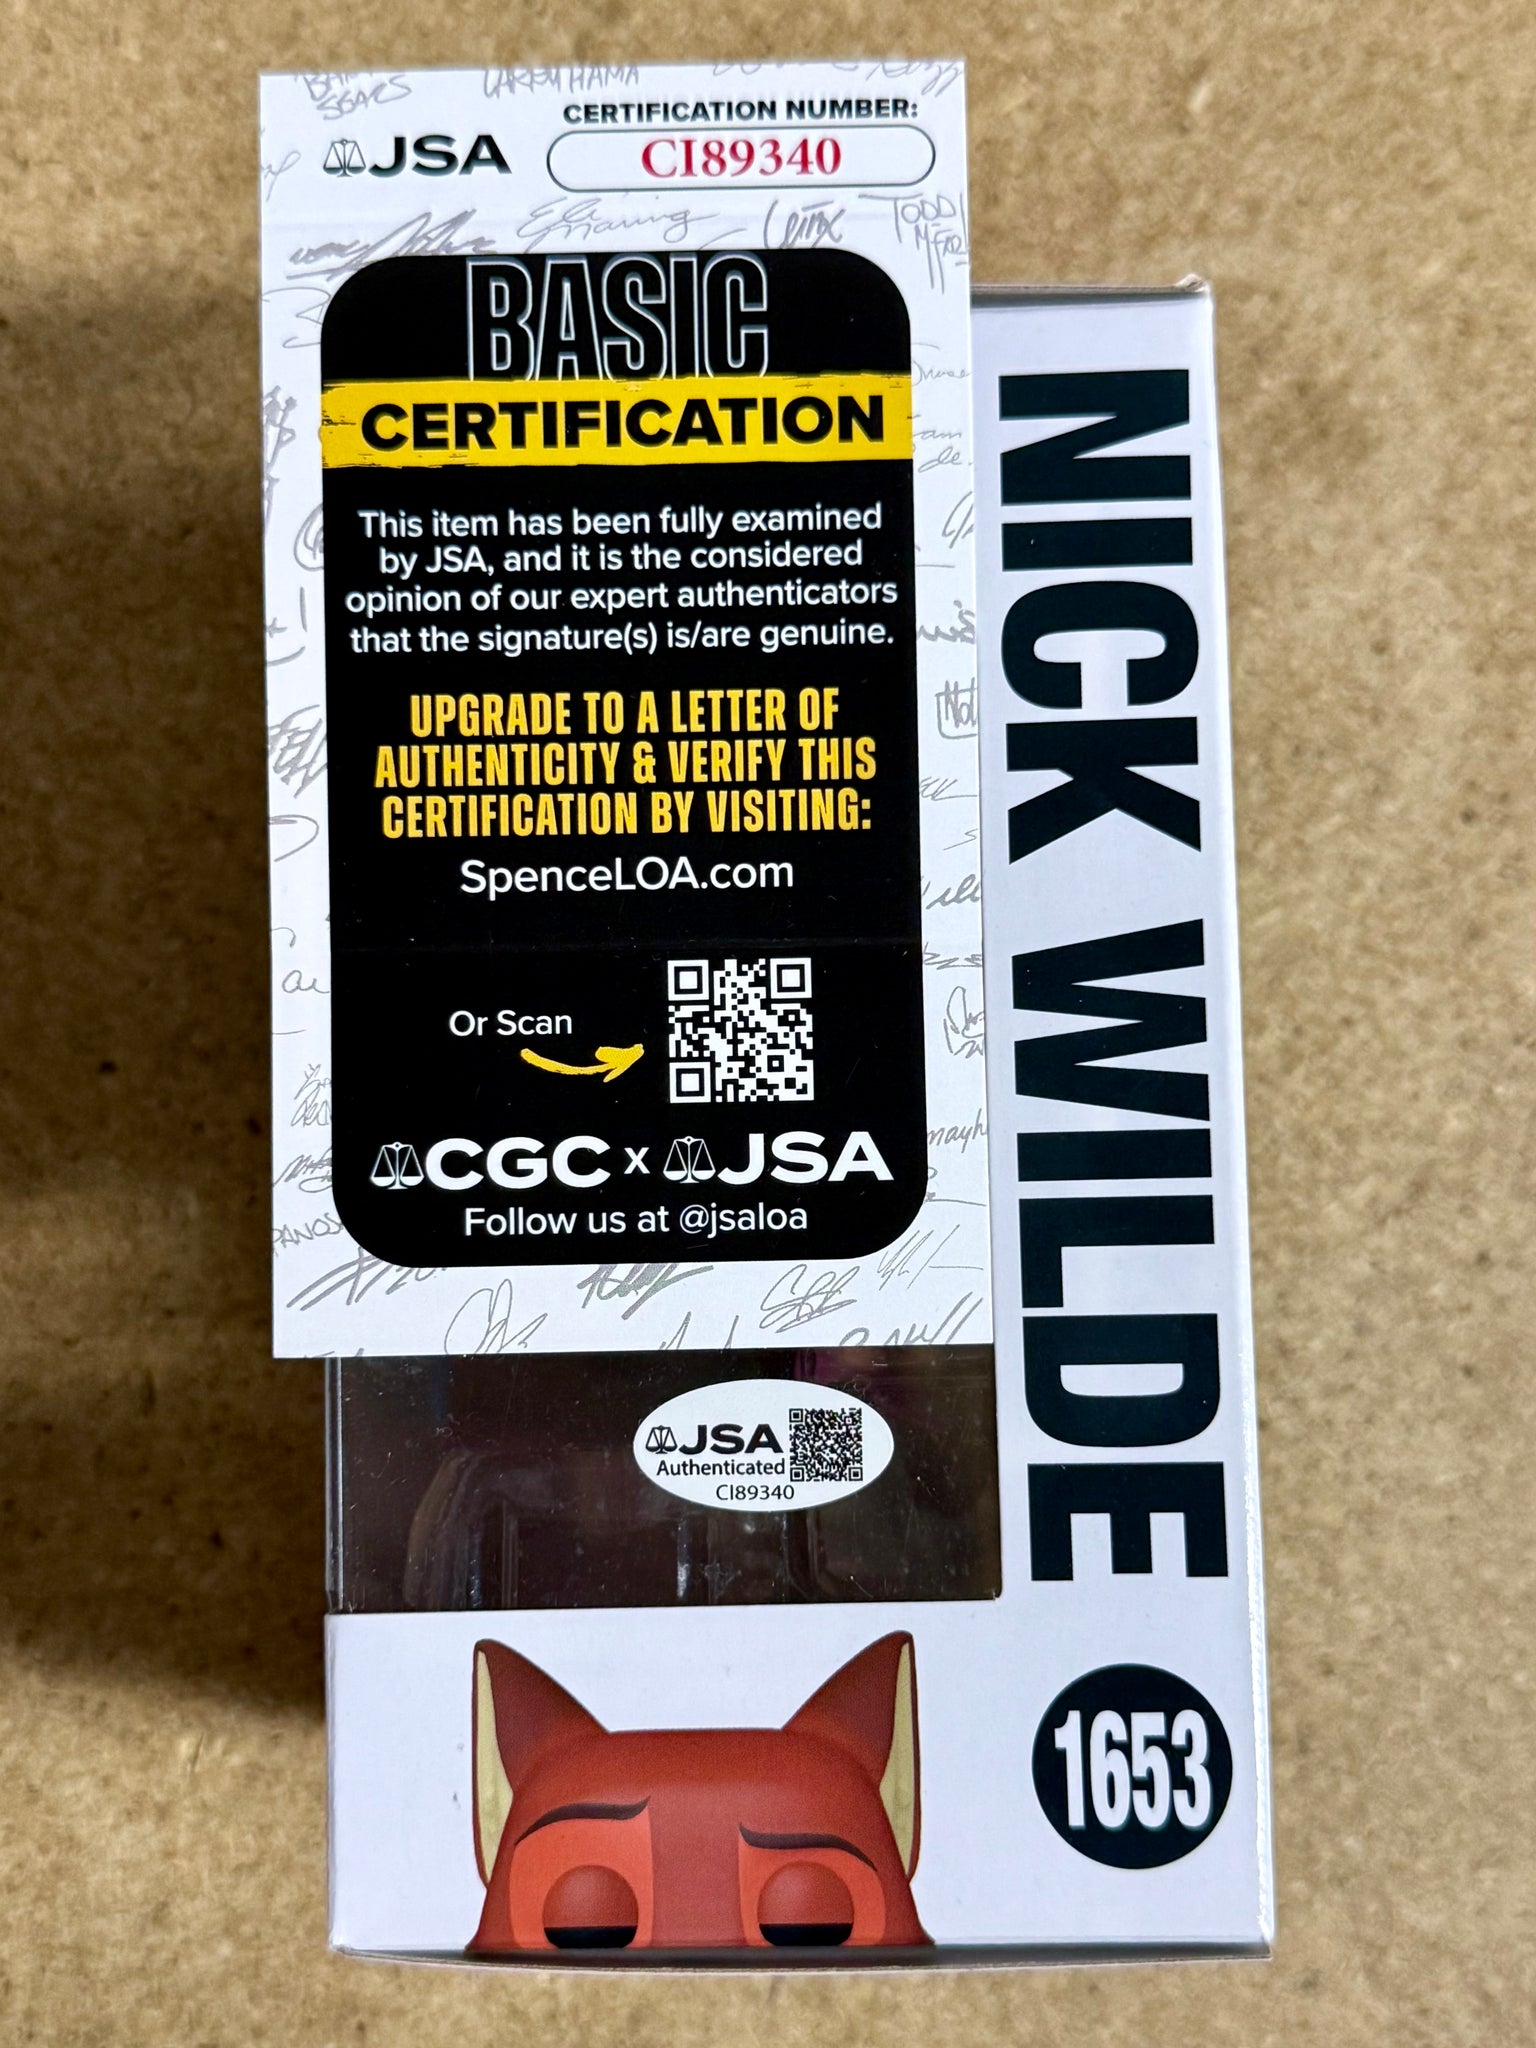 CERTIFICATION NUMBER:
JSA
CI89340
BASIC
CERTIFICATION
This item has been fully examined
by JSA, and it is the considered
opinion of our expert authenticators
that the signature(s) is/are genuine.
UPGRADE TO A LETTER OF
AUTHENTICITY & VERIFY THIS
CERTIFICATION BY VISITING:
SpenceLOA.com
Or Scan
CGC x JSA
Follow us at @jsaloa
JSA
Authenticated
CI89340
NICK WILDE
1653